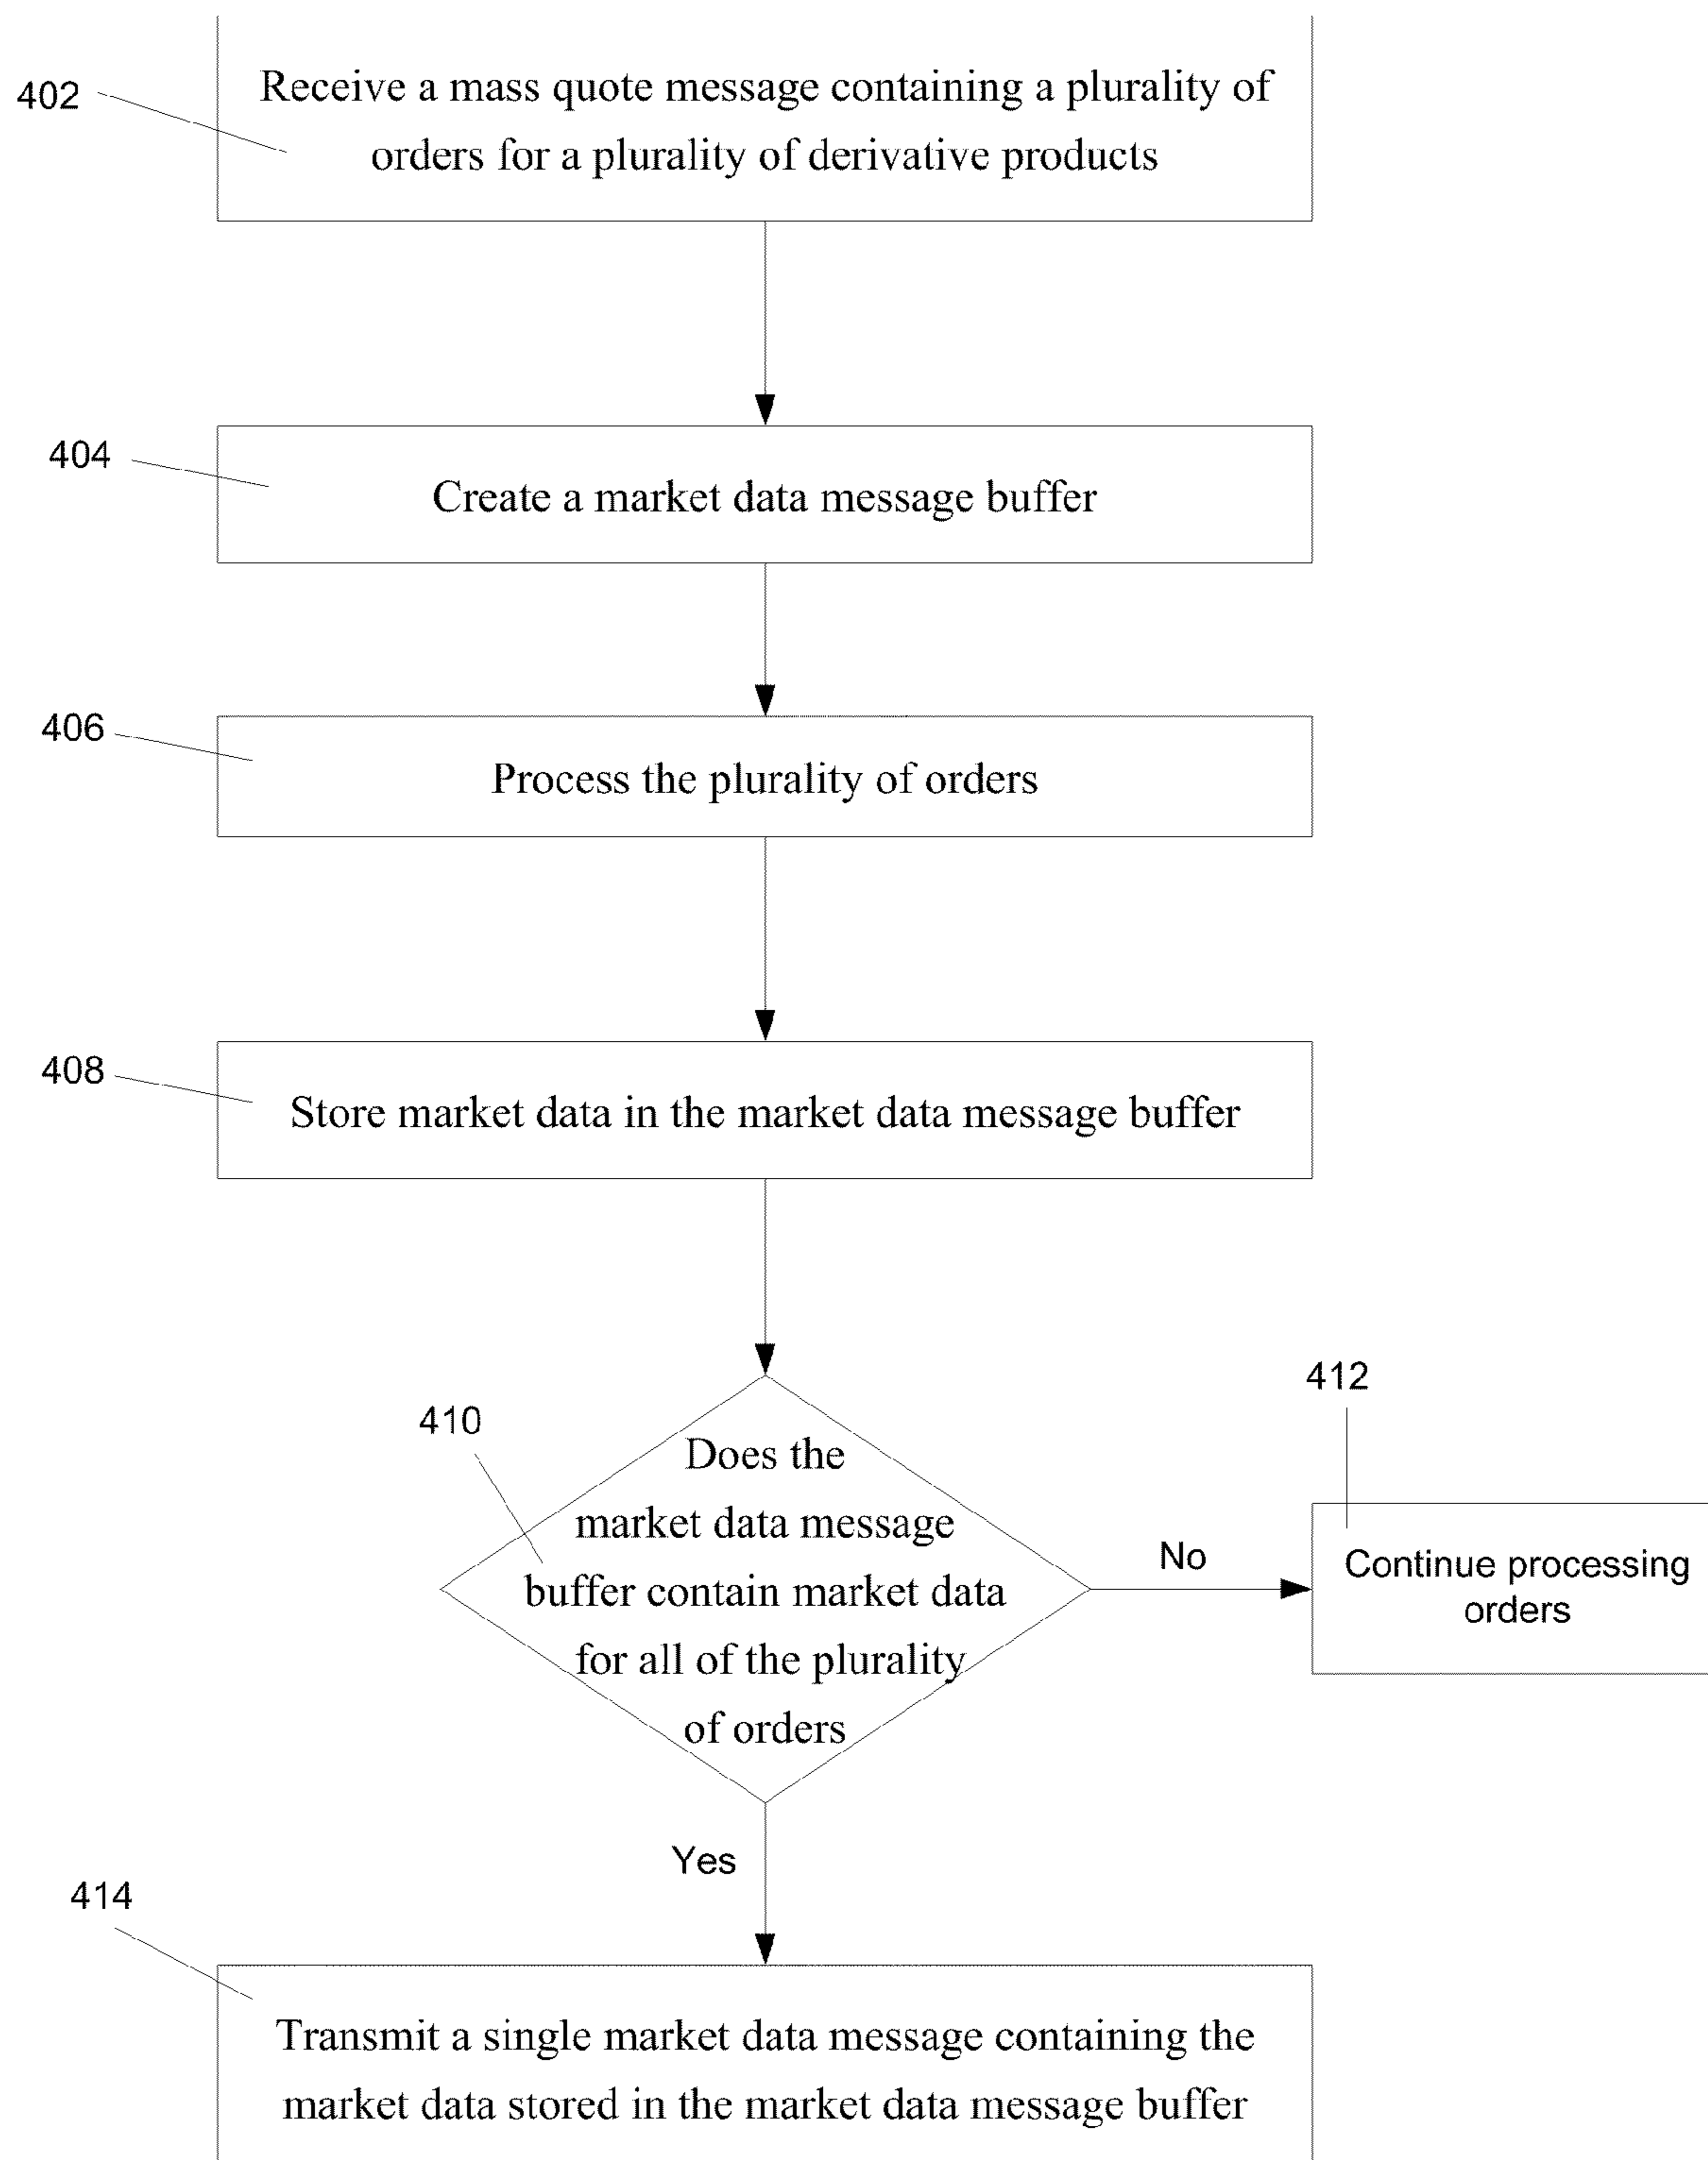 402
Receive a mass quote message containing a plurality of
orders for a plurality of derivative products
404
Create a market data message buffer
406
Process the plurality of orders
408
Store market data in the market data message buffer
410
Does the
market data message
buffer contain market data
for all of the plurality
of orders
No
412
Continue processing
orders
Yes
414
Transmit a single market data message containing the
market data stored in the market data message buffer